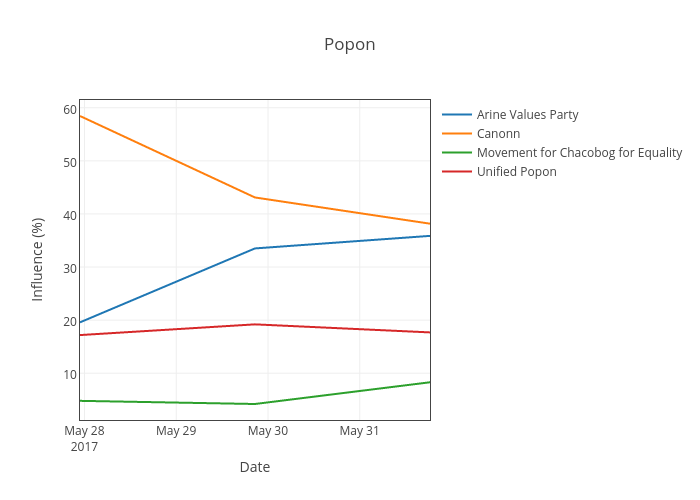 Popon
Arine Values Party
Canonn
Movement for Chacobog for Equality
Unified Popon
60
50
40
30
20
10
Influence (%)
May 28
2017
May 29
May 30
May 31
Date